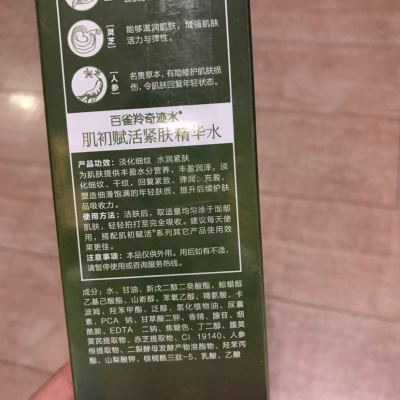 能够滋润肌肤，增强肌肤
活力与弹性。
灵芝
名贵草本，有助修护肌肤损
伤，令肌肤回复年轻状态。
人参
百雀羚奇迹水®
肌初赋活紧肤精华水
产品功效：淡化细纹 水润紧肤
为肌肤提供丰盈水分营养，丰盈润泽，淡
化细纹、干纹，回复紧致、弹润、充盈，
塑造细滑饱满的年轻肤质，提升后续护肤
品吸收力。
使用方法：洁肤后，取适量均匀涂于面部
肌肤，轻轻拍打至完全吸收。建议每天使
用，搭配肌初赋活®系列其它产品使用效
果更佳。
注意事项：本品仅供外用。用后如有不适，
请暂停使用或咨询服务热线。
成分：水、甘油、新戊二醇二癸酸酯、鲸蜡醇
乙基己酸酯、山嵛醇、苯氧乙醇、精氨酸、卡
波姆、羟苯甲酯、泛醇、氢化植物油、尿囊
素、PCA 钠、甘草酸二钾、香精、腺苷、烟
酰胺、EDTA 二钠、焦糖色、丁二醇、膜荚
黄芪提取物、赤芝提取物、CI 19140、人参
根提取物、二裂酵母发酵产物溶胞物、羟苯丙
酯、山梨酸钾、棕榈酰三肽-5、乳酸、乙酸